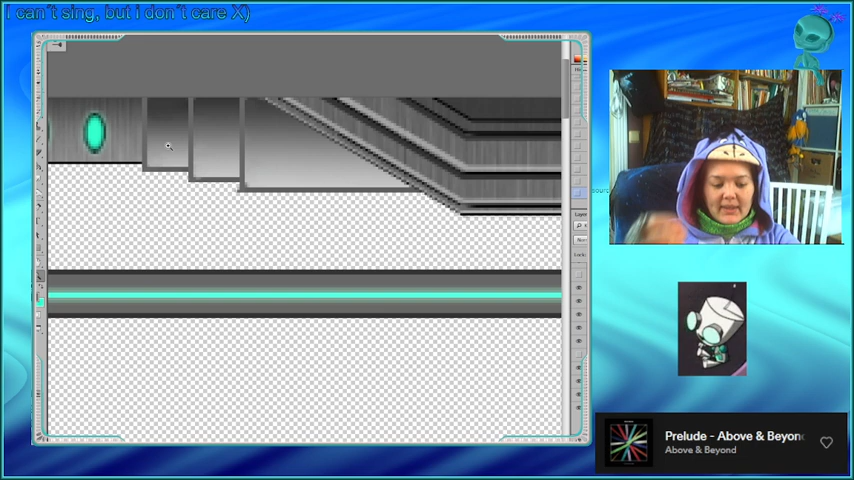 i can´t sing, but i don´t care X)
Prelude - Above & Beyon
Above & Beyond